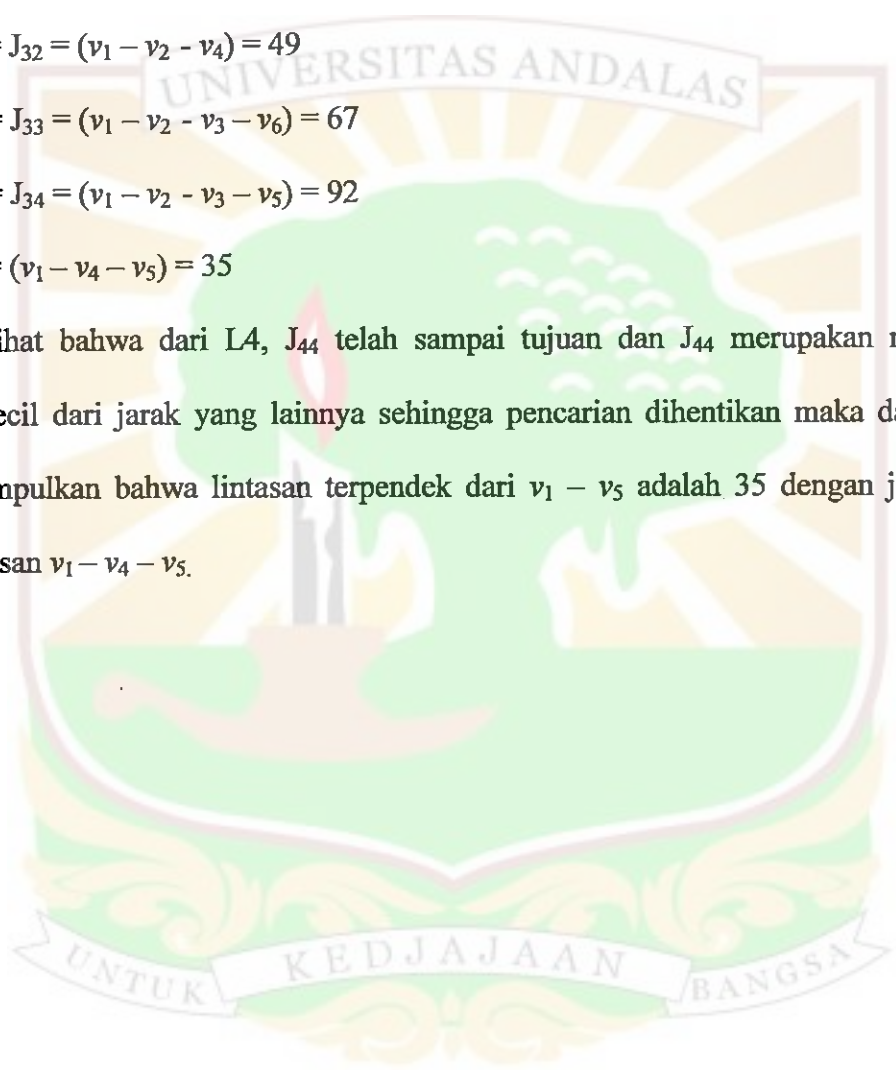 = J32 = (v1 – v2 - v4) = 49
UNIVERSITAS ANDALAS
= J33 = (v1 – v2 - v3 – v6) = 67
= J34 = (v1 – v2 - v3 – v5) = 92
= (v1 – v4 – v5) = 35
ihat bahwa dari L4, J44 telah sampai tujuan dan J44 merupakan
ecil dari jarak yang lainnya sehingga pencarian dihentikan maka da
mpulkan bahwa lintasan terpendek dari v1 – v5 adalah 35 dengan j
san v1 – v4 – v5.
UNTUK KEDJAJAAN BANGSA